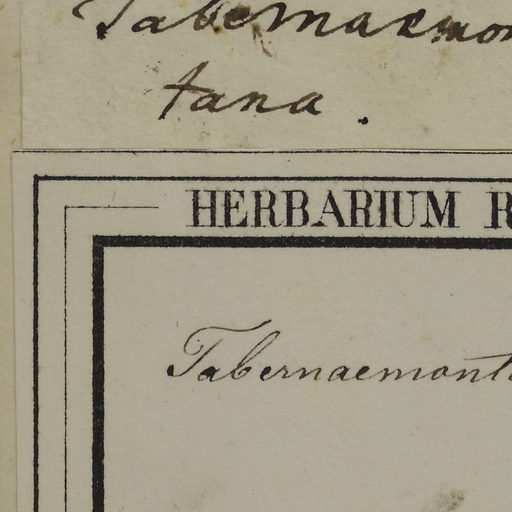 Tabernaemon
tana.
HERBARIUM R
Tabernaemont